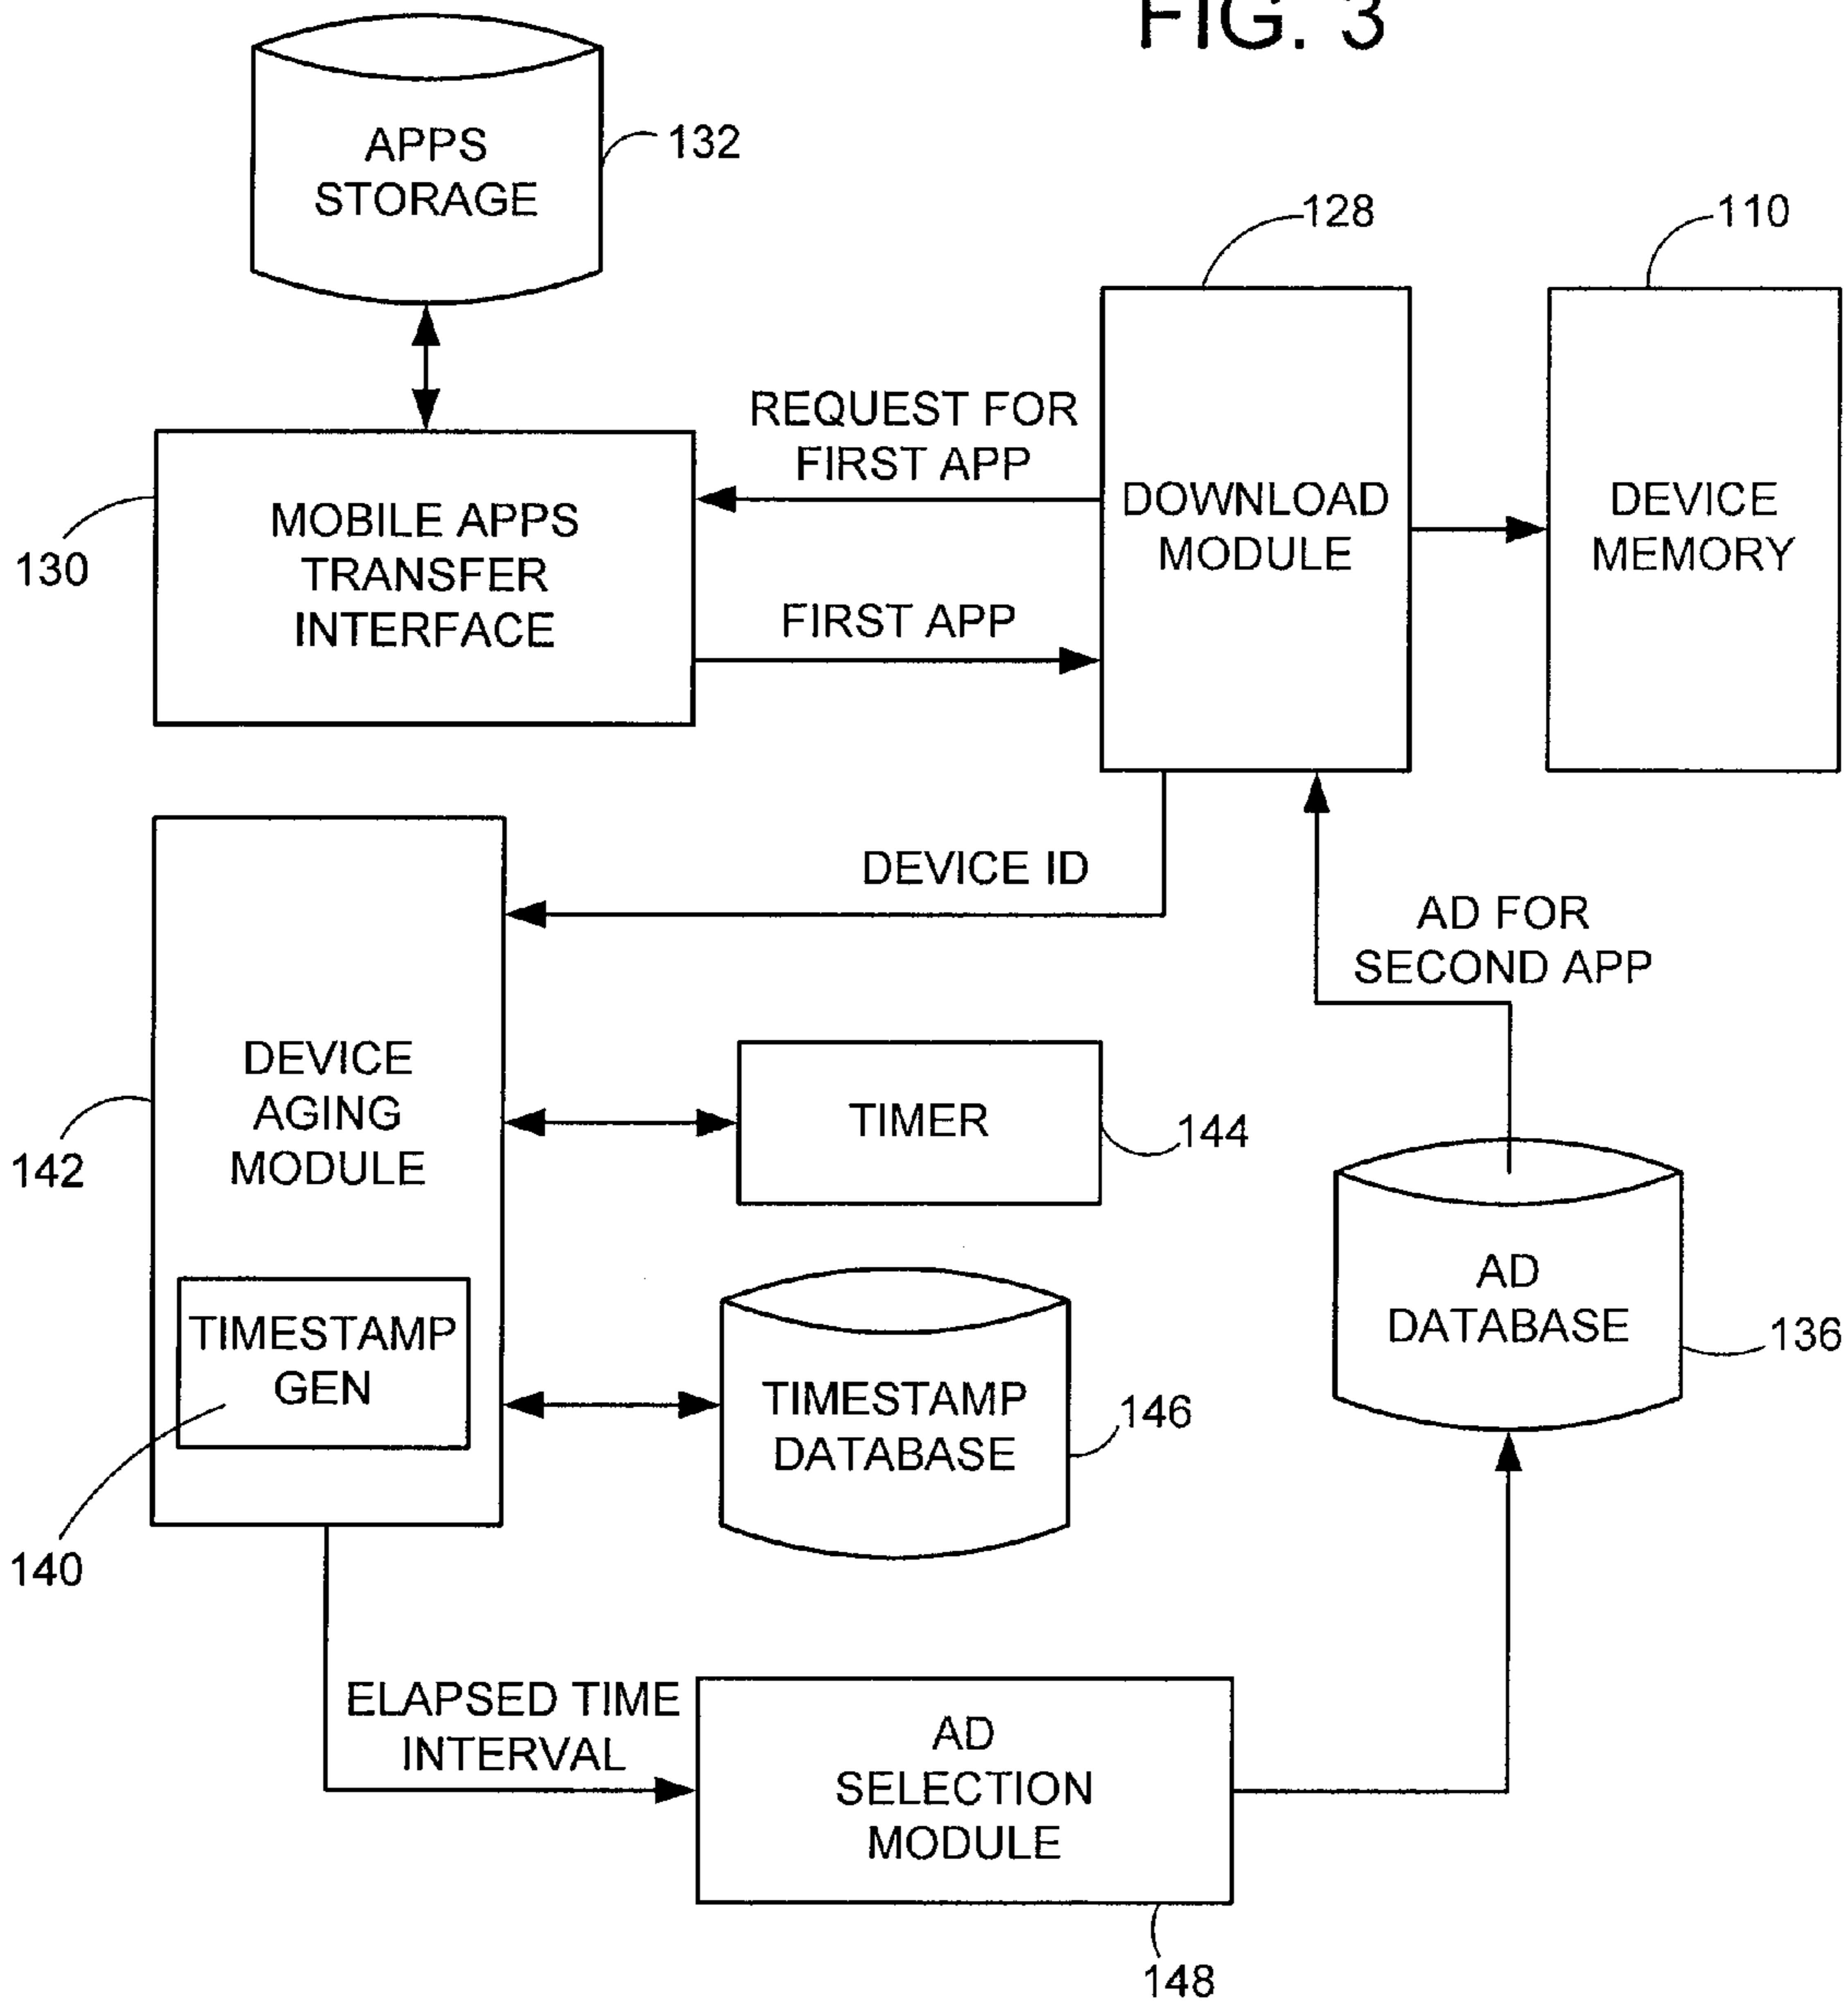 FIG. 3
APPS
STORAGE
132
128
110
REQUEST FOR
FIRST APP
MOBILE APPS
TRANSFER
INTERFACE
130
DOWNLOAD
MODULE
DEVICE
MEMORY
FIRST APP
DEVICE ID
AD FOR
SECOND APP
DEVICE
AGING
MODULE
142
TIMER
144
TIMESTAMP
GEN
140
TIMESTAMP
DATABASE
146
AD
DATABASE
136
ELAPSED TIME
INTERVAL
AD
SELECTION
MODULE
148